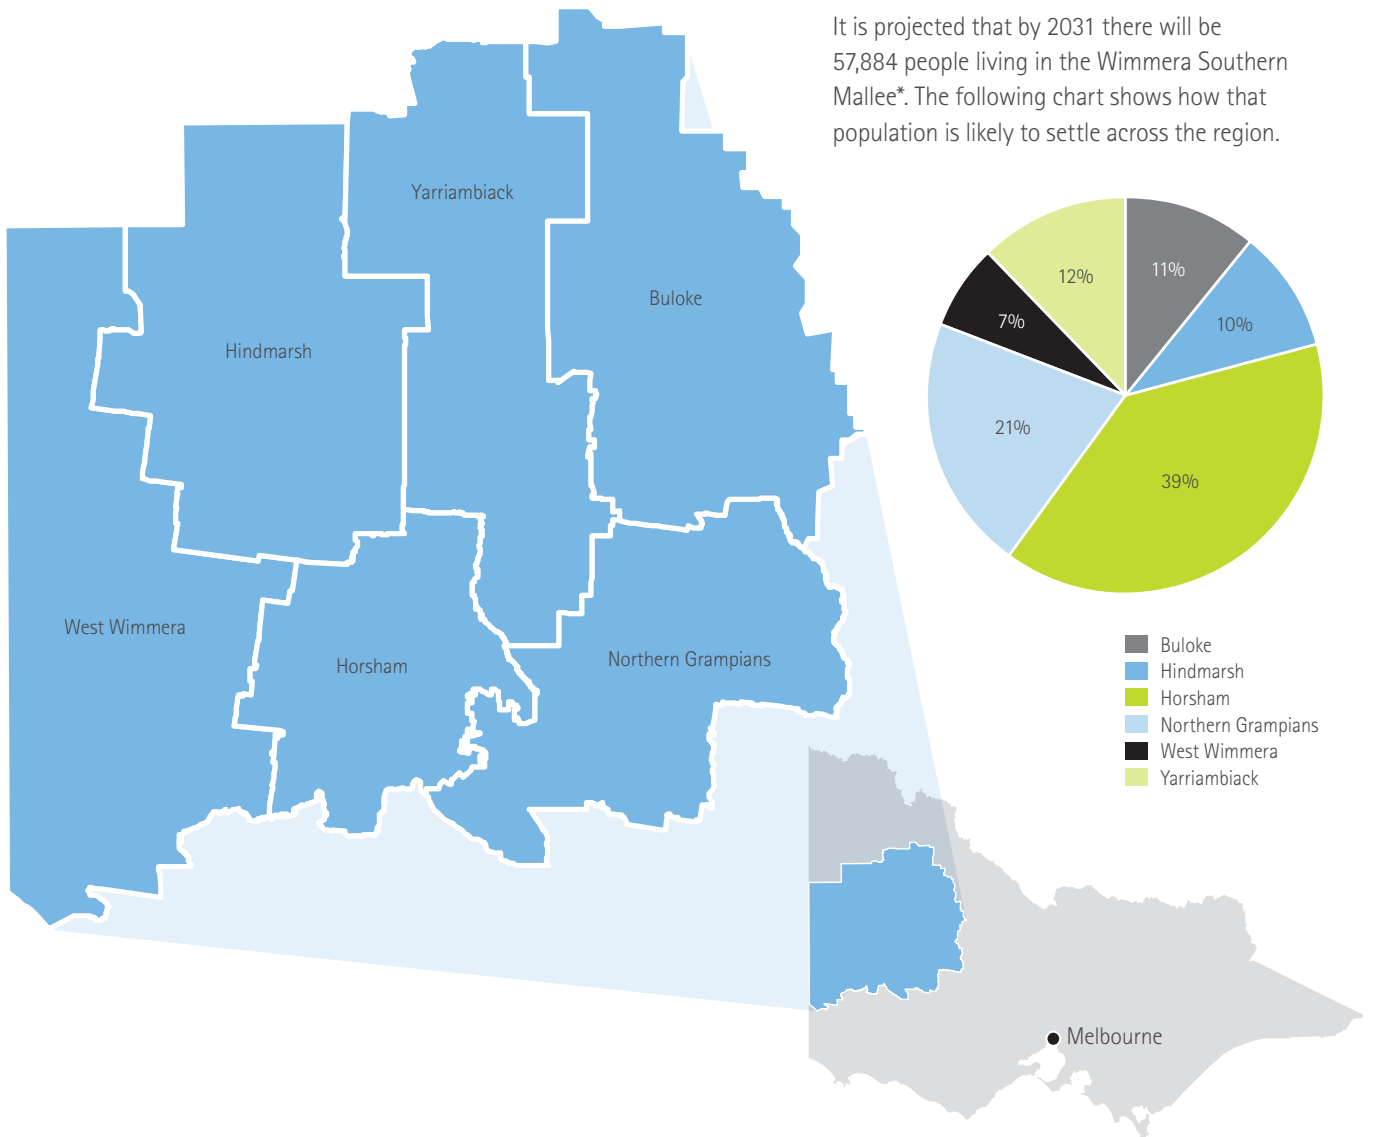 It is projected that by 2031 there will be
57,884 people living in the Wimmera Southern
Mallee*. The following chart shows how that
population is likely to settle across the region.
Yarriambiack
Buloke
Hindmarsh
West Wimmera
Horsham
Northern Grampians
11%
10%
39%
21%
7%
12%
Buloke
Hindmarsh
Horsham
Northern Grampians
West Wimmera
Yarriambiack
Melbourne